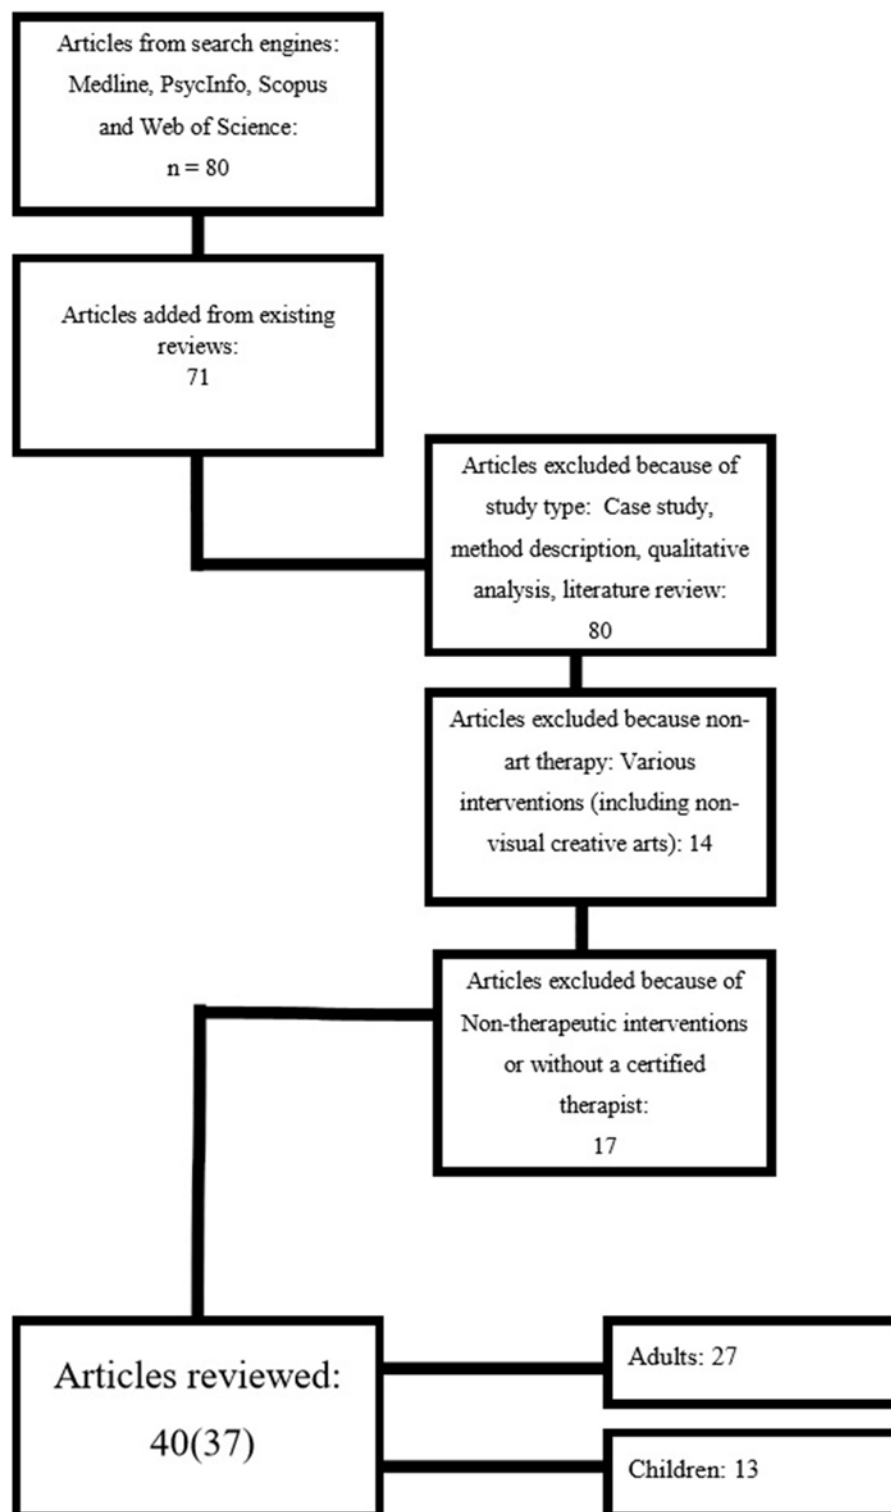 Articles from search engines:
Medline, PsycInfo, Scopus
and Web of Science:
n = 80
Articles added from existing
reviews:
71
Articles excluded because of
study type:  Case study,
method description, qualitative
analysis, literature review:
80
Articles excluded because non-
art therapy: Various
interventions (including non-
visual creative arts): 14
Articles excluded because of
Non-therapeutic interventions
or without a certified
therapist:
17
Articles reviewed:
40(37)
Adults: 27
Children: 13